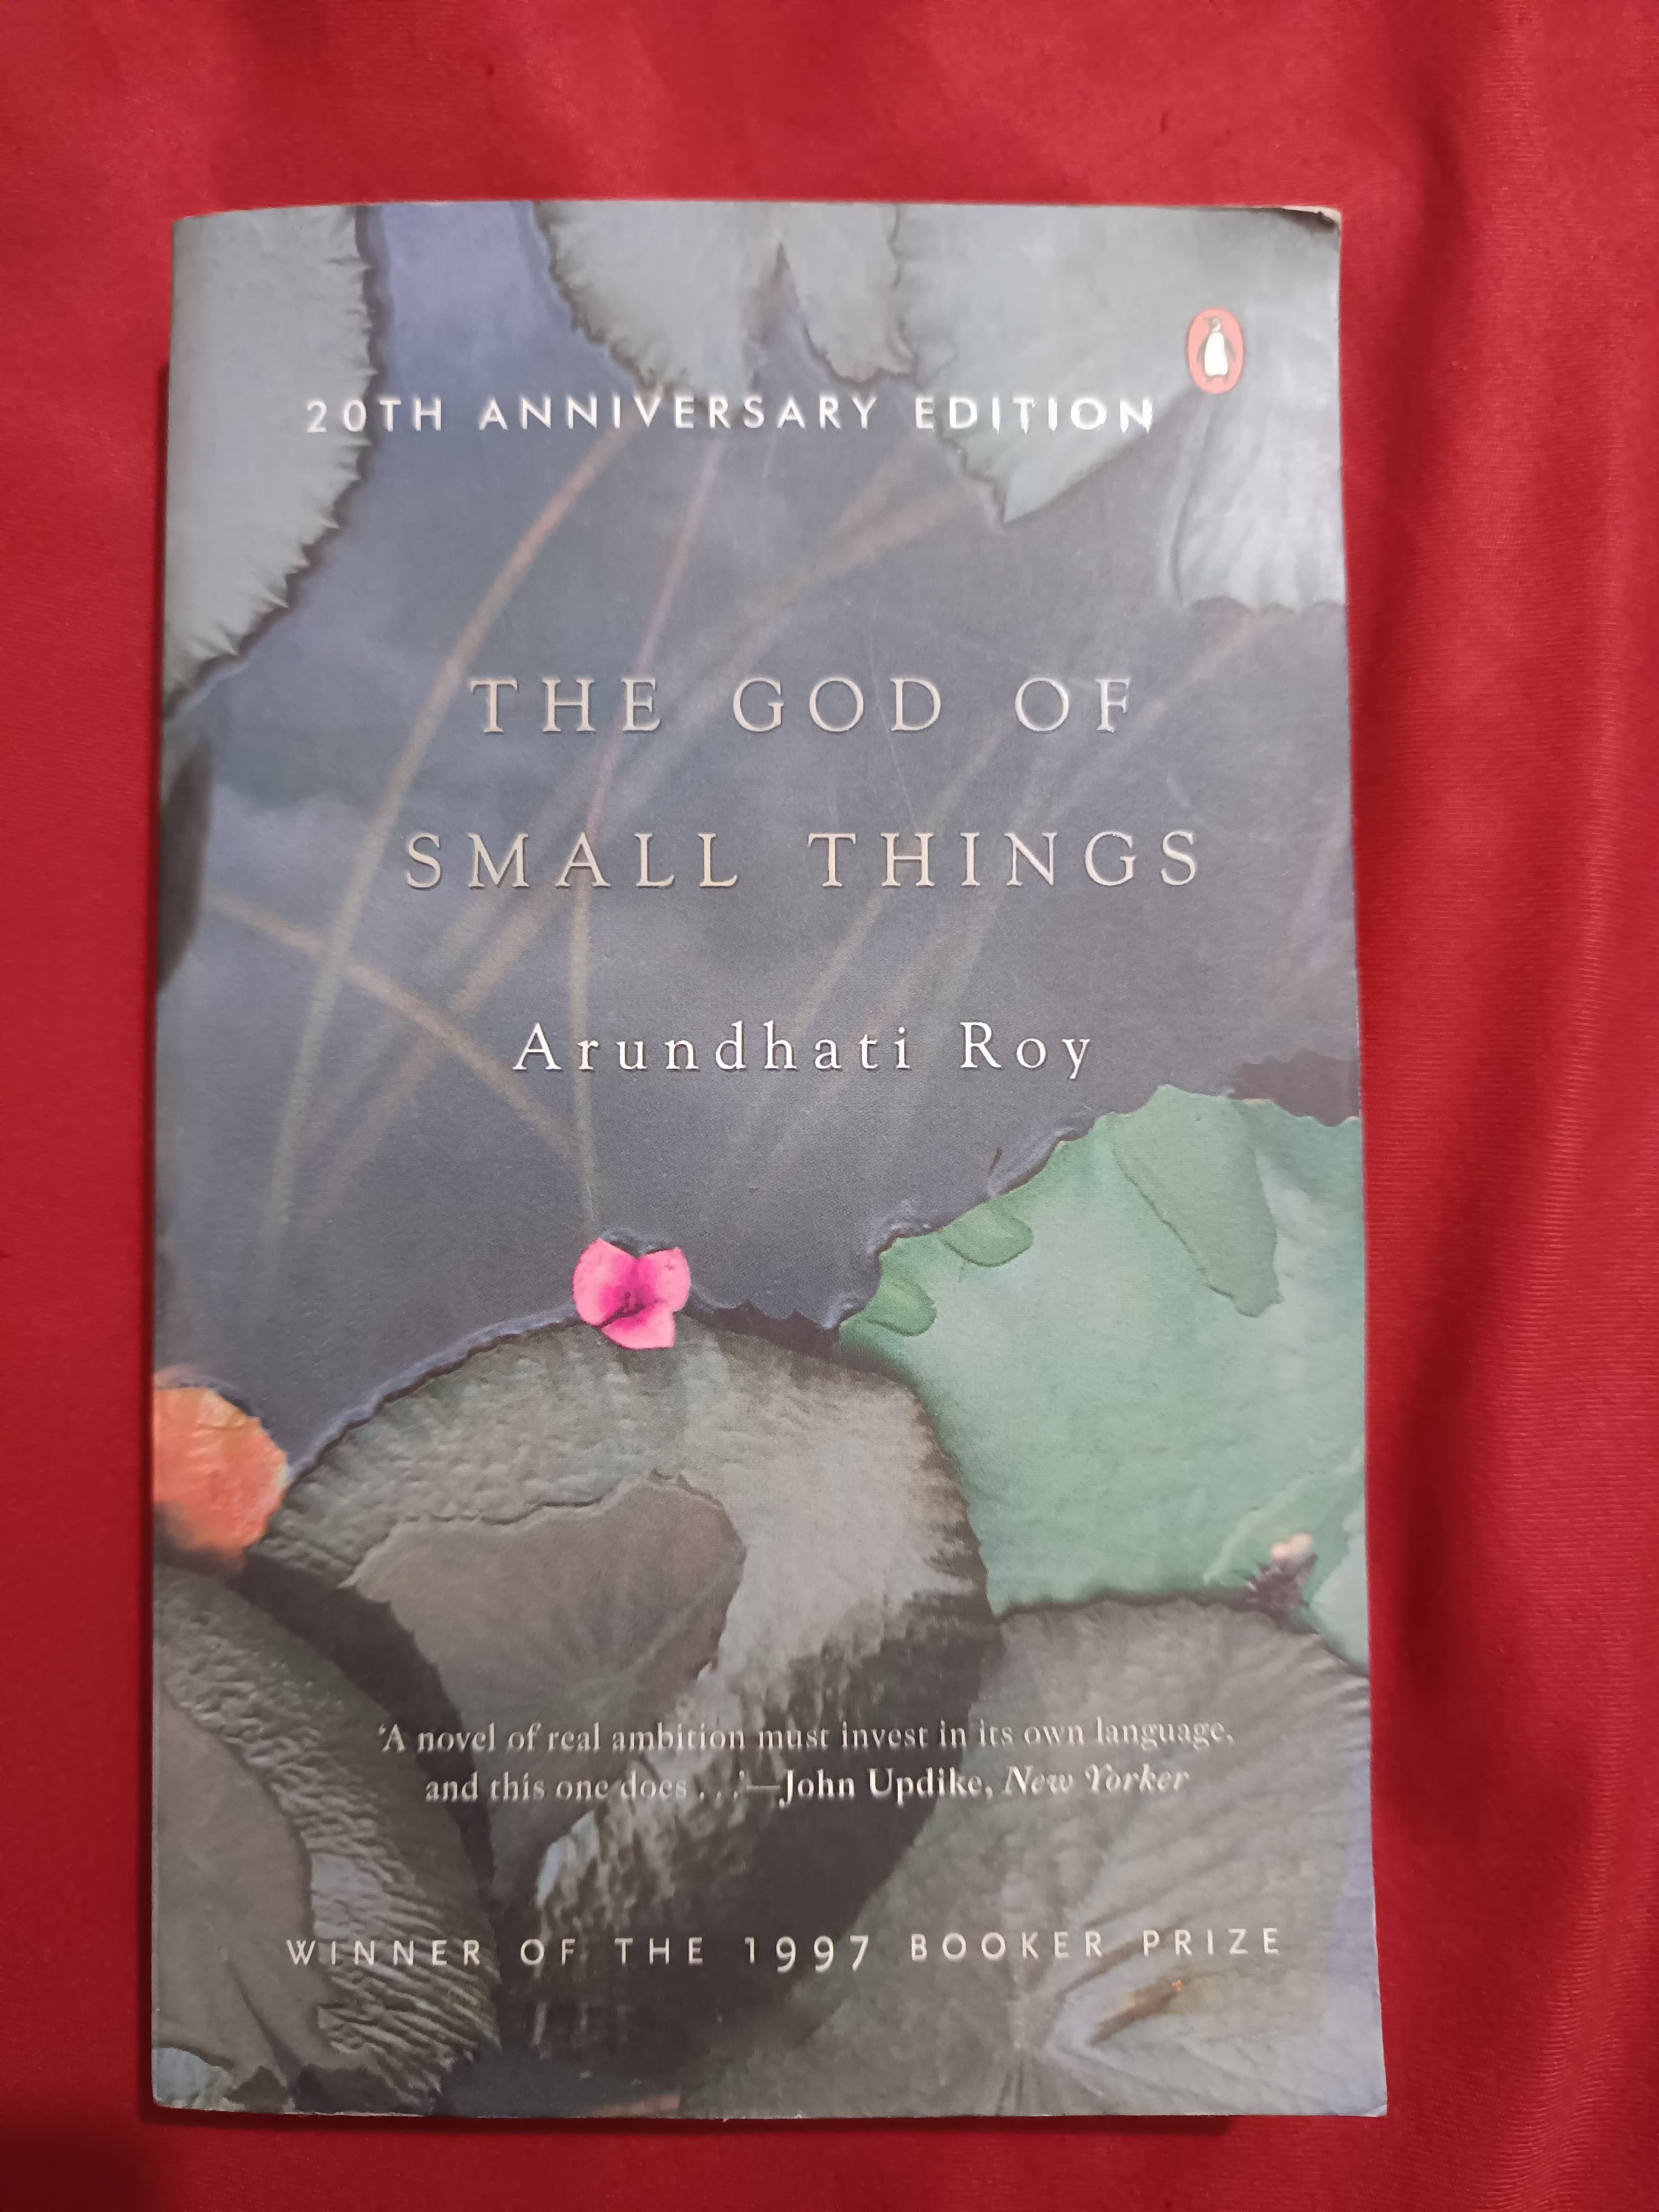 20TH ANNIVERSARY EDITION
THE GOD OF
SMALL THINGS
Arundhati Roy
‘A novel of real ambition must invest in its own language,
and this one does . . .’—John Updike, New Yorker
WINNER OF THE 1997 BOOKER PRIZE